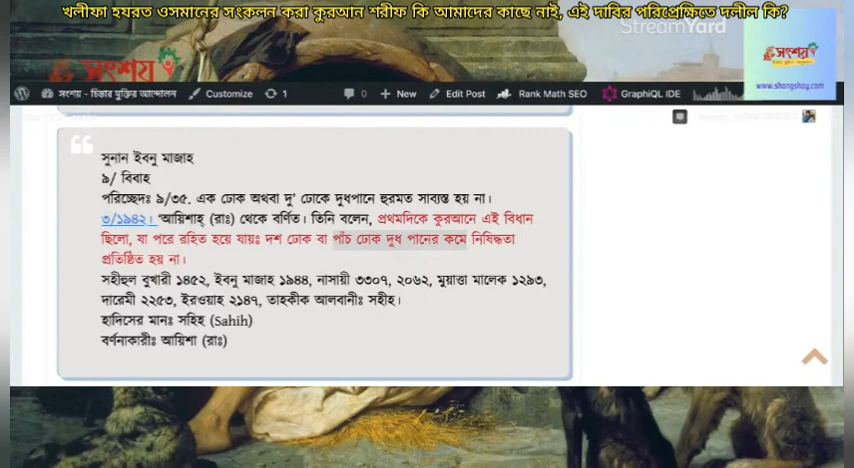 খলীফা হযরত ওসমানের সংকলন করা কুরআন শরীফ কি আমাদের কাছে নাই, এই দাবির পরিপ্রেক্ষিতে দলীল কি?
StreamYard
সংশয়
সংশয়
www.shongshoy.com
সংশয় - চিন্তার মুক্তির আন্দোলন Customize 1 0 New Edit Post Rank Math SEO GraphiQL IDE
সুনান ইবনু মাজাহ
৯/ বিবাহ
পরিচ্ছেদঃ ৯/৩৫. এক ঢোক অথবা দু’ ঢোকে দুধপানে হুরমত সাব্যস্ত হয় না।
৩/১৯৪২। ‘আয়িশাহ্ (রাঃ) থেকে বর্ণিত। তিনি বলেন, প্রথমদিকে কুরআনে এই বিধান
ছিলো, যা পরে রহিত হয়ে যায়ঃ দশ ঢোক বা পাঁচ ঢোক দুধ পানের কমে নিষিদ্ধতা
প্রতিষ্ঠিত হয় না।
সহীহুল বুখারী ১৪৫২, ইবনু মাজাহ ১৯৪৪, নাসায়ী ৩৩০৭, ২০৬২, মুয়াত্তা মালেক ১২৯৩,
দারেমী ২২৫৩, ইরওয়াহ ২১৪৭, তাহকীক আলবানীঃ সহীহ।
হাদিসের মানঃ সহিহ (Sahih)
বর্ণনাকারীঃ আয়িশা (রাঃ)